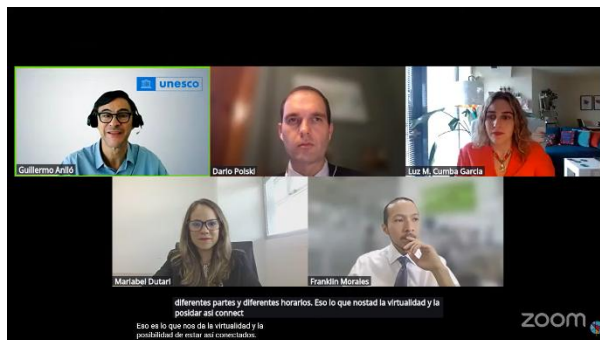 unesco
Guillermo Anlló
Dario Polski
Luz M. Cumba Garcia
Mariabel Dutari
Franklin Morales
diferentes partes y diferentes horarios. Eso lo que nostad la virtualidad y la
posidar asi connect
Eso es lo que nos da la virtualidad y la
posibilidad de estar así conectados.
zoom